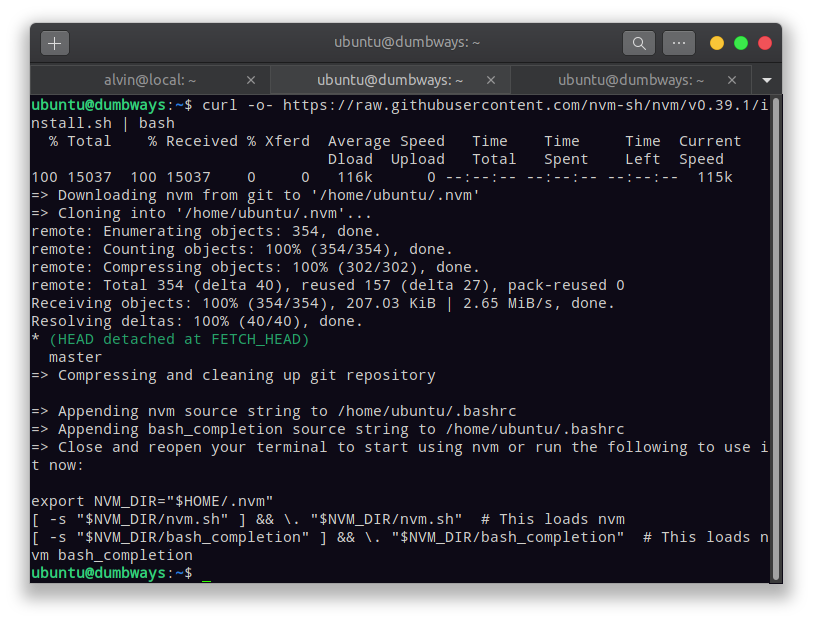 ubuntu@dumbways: ~
alvin@local: ~
ubuntu@dumbways: ~
ubuntu@dumbways: ~
ubuntu@dumbways:~$ curl -o- https://raw.githubusercontent.com/nvm-sh/nvm/v0.39.1/i
nstall.sh | bash
  % Total    % Received % Xferd  Average Speed   Time    Time     Time  Current
                                 Dload  Upload   Total   Spent    Left  Speed
100 15037  100 15037    0     0   116k      0 --:--:-- --:--:-- --:--:--  115k
=> Downloading nvm from git to '/home/ubuntu/.nvm'
=> Cloning into '/home/ubuntu/.nvm'...
remote: Enumerating objects: 354, done.
remote: Counting objects: 100% (354/354), done.
remote: Compressing objects: 100% (302/302), done.
remote: Total 354 (delta 40), reused 157 (delta 27), pack-reused 0
Receiving objects: 100% (354/354), 207.03 KiB | 2.65 MiB/s, done.
Resolving deltas: 100% (40/40), done.
* (HEAD detached at FETCH_HEAD)
  master
=> Compressing and cleaning up git repository
=> Appending nvm source string to /home/ubuntu/.bashrc
=> Appending bash_completion source string to /home/ubuntu/.bashrc
=> Close and reopen your terminal to start using nvm or run the following to use i
t now:
export NVM_DIR="$HOME/.nvm"
[ -s "$NVM_DIR/nvm.sh" ] && \. "$NVM_DIR/nvm.sh"  # This loads nvm
[ -s "$NVM_DIR/bash_completion" ] && \. "$NVM_DIR/bash_completion"  # This loads n
vm bash_completion
ubuntu@dumbways:~$ _